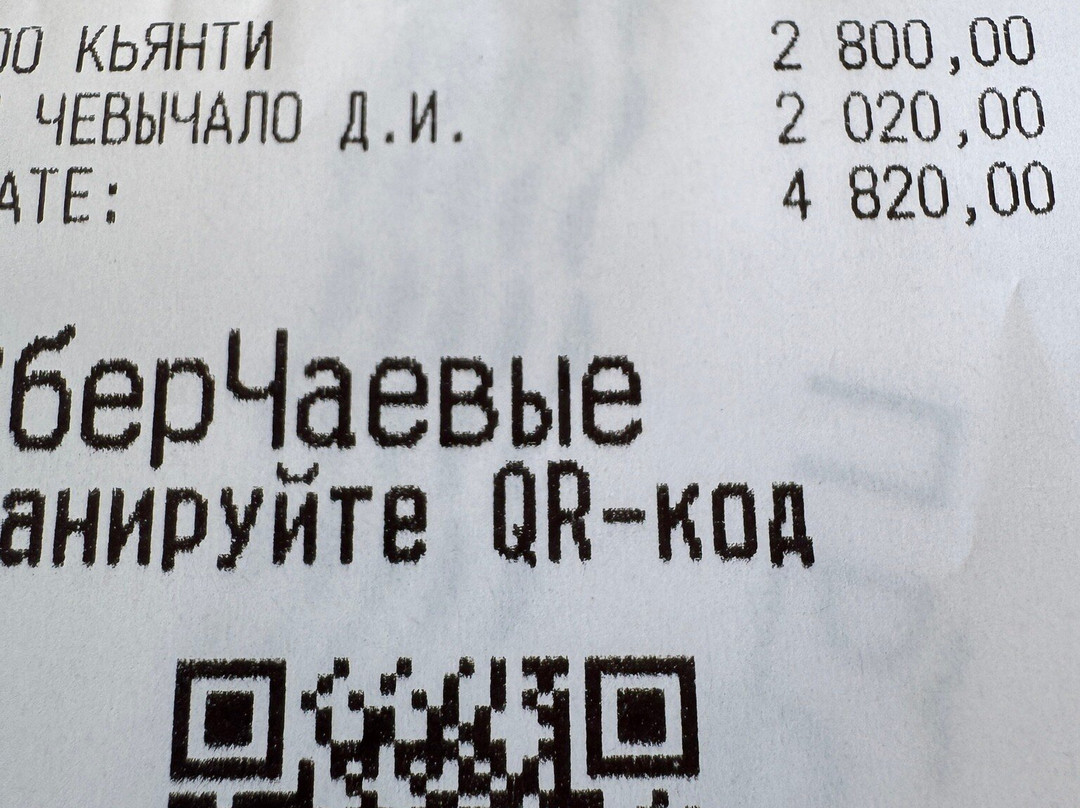 00 КЬЯНТИ 2 800,00
ЧЕВЫЧАЛО Д.И. 2 020,00
АТЕ: 4 820,00
берЧаевые
анируйте QR-код